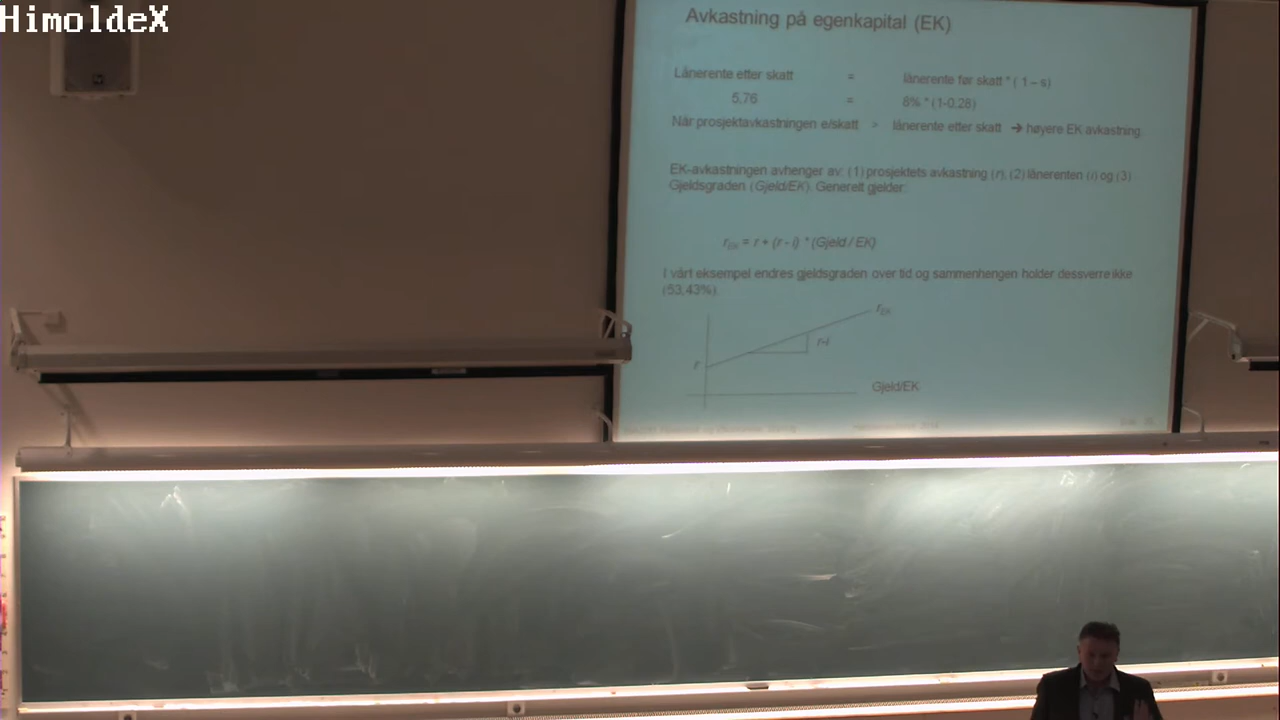 HimoldeX
Avkastning på egenkapital (EK)
Lånerente etter skatt = lånerente før skatt * ( 1 – s)
5,76 = 8% * (1-0.28)
Når prosjektavkastningen e/skatt > lånerente etter skatt ➔ høyere EK avkastning
EK-avkastningen avhenger av: (1) prosjektets avkastning (r), (2) lånerenten (i) og (3)
Gjeldsgraden (Gjeld/EK). Generelt gjelder:
rEK = r + (r - i) * (Gjeld / EK)
I vårt eksempel endres gjeldsgraden over tid og sammenhengen holder dessverre ikke
(53,43%)
rEK
r-i
r
Gjeld/EK